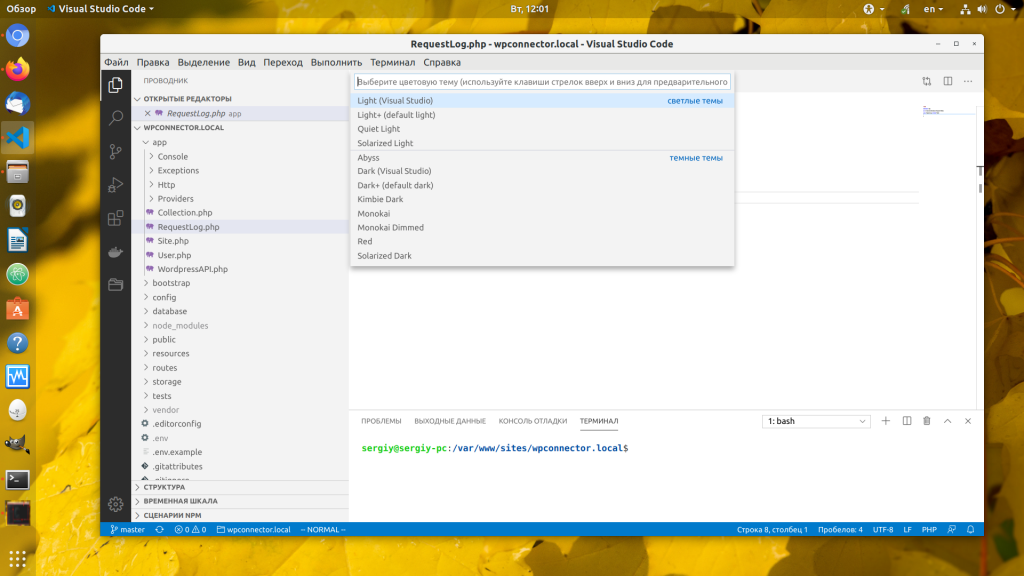 Обзор
Visual Studio Code
Вт, 12:01
en
RequestLog.php - wpconnector.local - Visual Studio Code
Файл Правка Выделение Вид Переход Выполнить Терминал Справка
ПРОВОДНИК
ОТКРЫТЫЕ РЕДАКТОРЫ
RequestLog.php app
WPCONNECTOR.LOCAL
app
Console
Exceptions
Http
Providers
Collection.php
RequestLog.php
Site.php
User.php
WordpressAPI.php
bootstrap
config
database
node_modules
public
resources
routes
storage
tests
vendor
.editorconfig
.env
.env.example
.gitattributes
СТРУКТУРА
ВРЕМЕННАЯ ШКАЛА
СЦЕНАРИИ NPM
Выберите цветовую тему (используйте клавиши стрелок вверх и вниз для предварительного
Light (Visual Studio) светлые темы
Light+ (default light)
Quiet Light
Solarized Light
Abyss темные темы
Dark (Visual Studio)
Dark+ (default dark)
Kimbie Dark
Monokai
Monokai Dimmed
Red
Solarized Dark
ПРОБЛЕМЫ ВЫХОДНЫЕ ДАННЫЕ КОНСОЛЬ ОТЛАДКИ ТЕРМИНАЛ
1: bash
sergiy@sergiy-pc:/var/www/sites/wpconnector.local$
master 0 0 wpconnector.local -- NORMAL -- Строка 8, столбец 1 Пробелов: 4 UTF-8 LF PHP